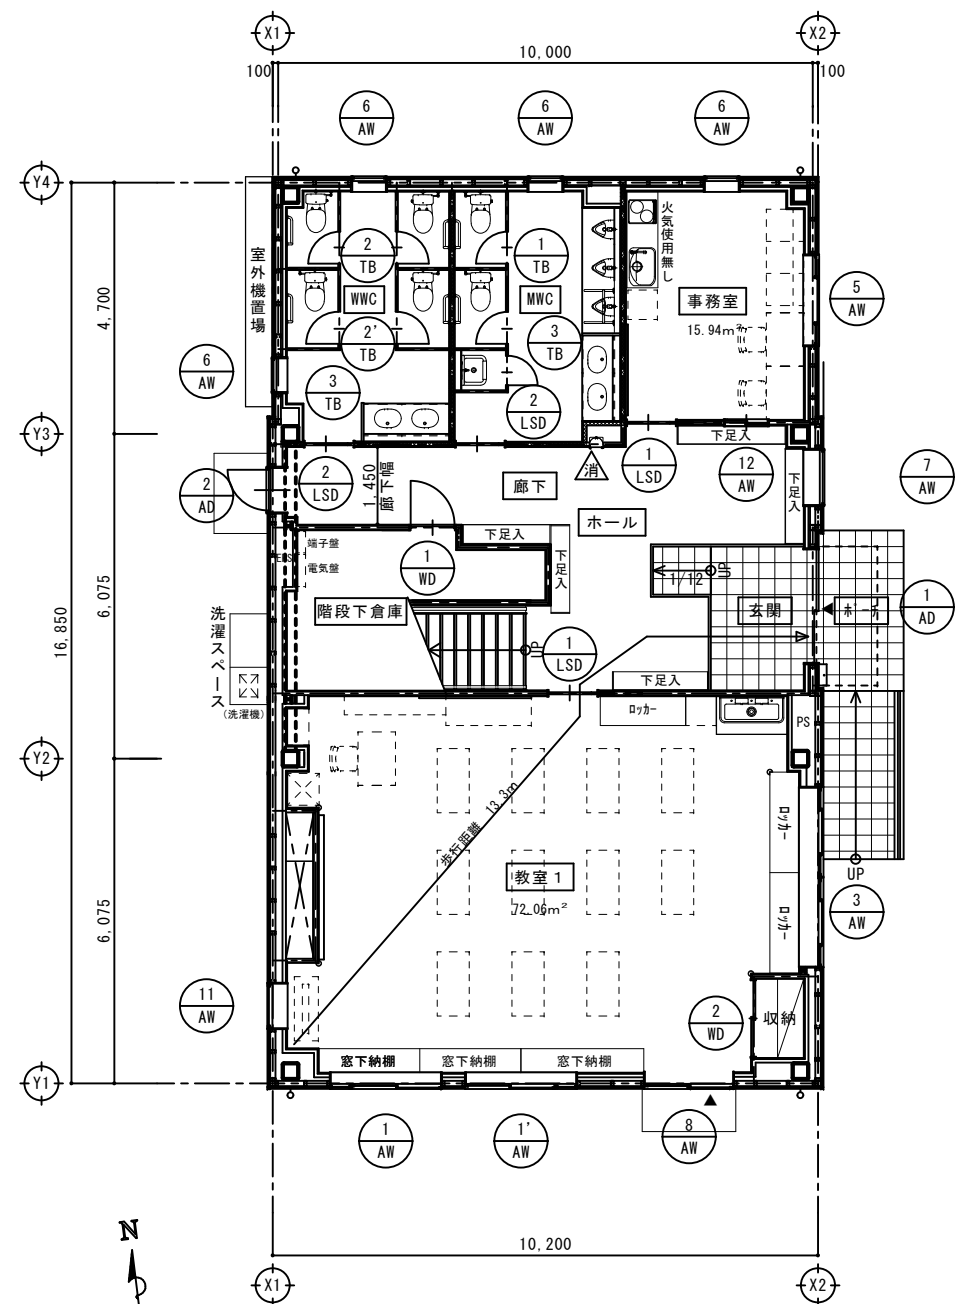 X1
X2
10,000
100
100
6
AW
6
AW
6
AW
Y4
室外機置場
2
TB
WWC
2'
TB
3
TB
1
TB
MWC
3
TB
2
LSD
火気使用無し
事務室
15.94m²
5
AW
4,700
6
AW
Y3
下足入
消
1
LSD
12
AW
下足入
7
AW
2
AD
2
LSD
1,450
廊下幅
廊下
ホール
下足入
下足入
端子盤
電気盤
1
WD
階段下倉庫
UP
1
LSD
1/12
UP
玄関
ポーチ
1
AD
下足入
16,850
6,075
洗濯スペース
(洗濯機)
ロッカー
PS
Y2
歩行距離 13.3m
教室1
72.06m²
ロッカー
ロッカー
UP
3
AW
6,075
11
AW
2
WD
収納
窓下納棚
窓下納棚
窓下納棚
Y1
1
AW
1'
AW
8
AW
N
10,200
X1
X2